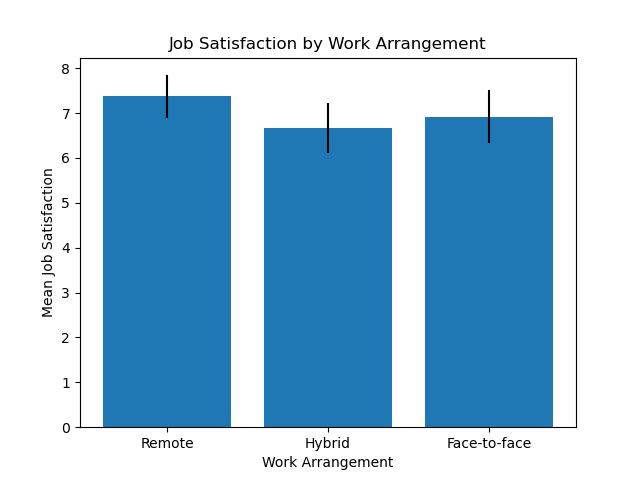 Job Satisfaction by Work Arrangement
Mean Job Satisfaction
8
7
6
5
4
3
2
1
0
Remote Hybrid Face-to-face
Work Arrangement